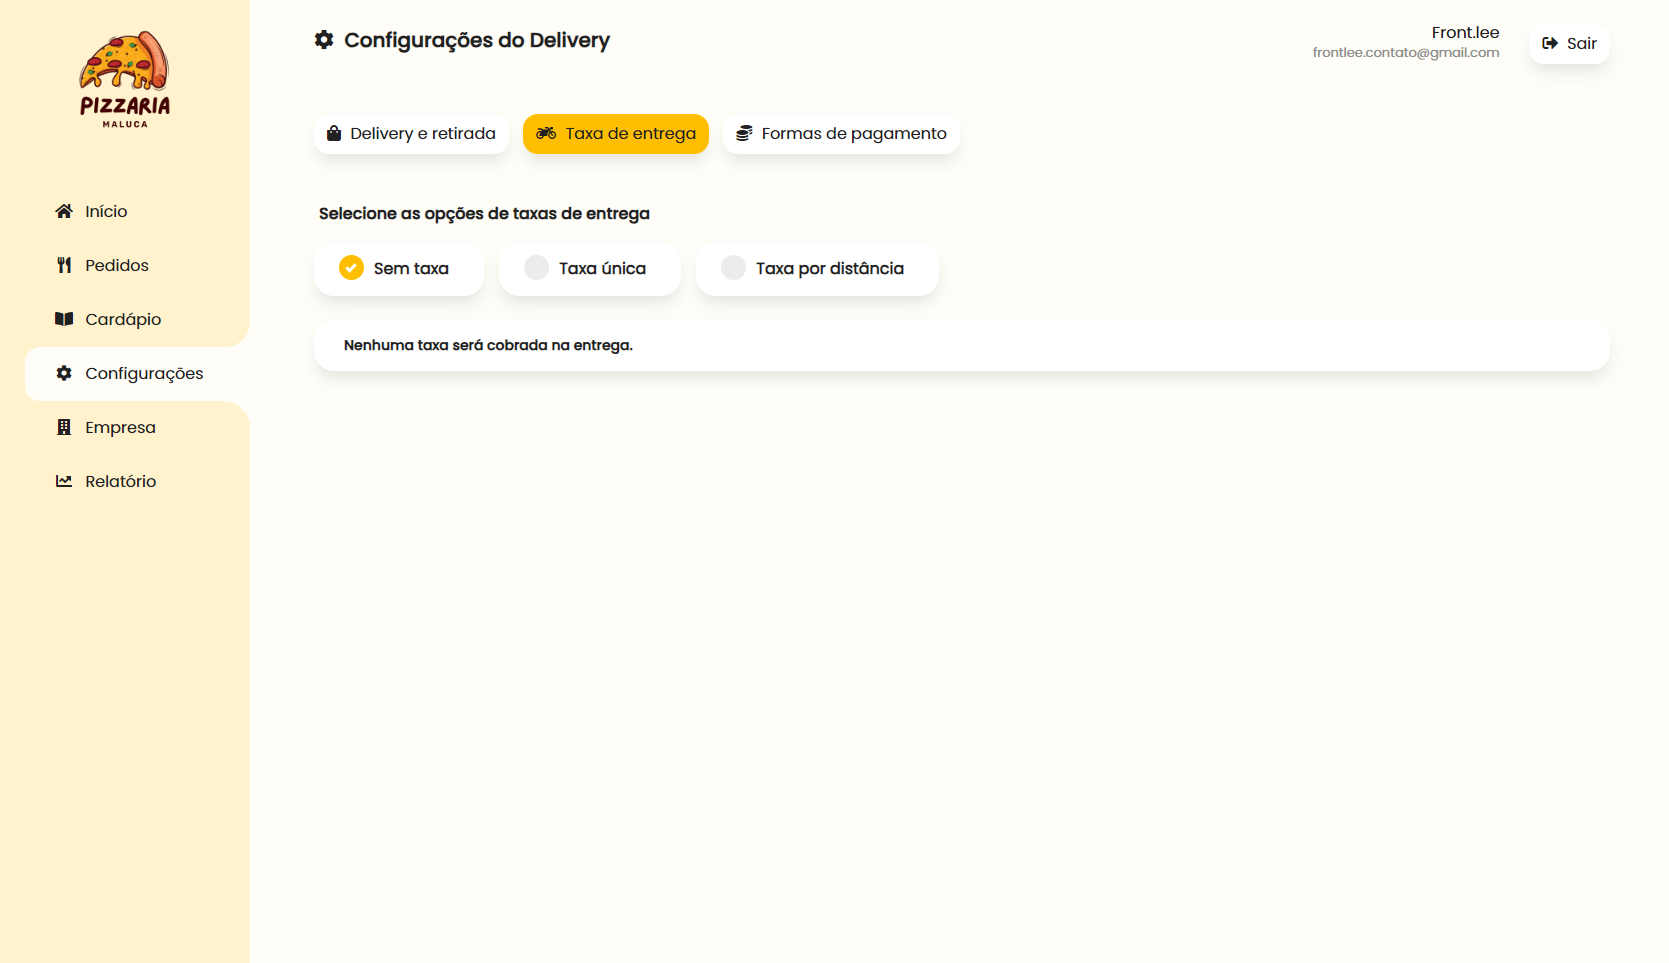 PIZZARIA
MALUCA
Início
Pedidos
Cardápio
Configurações
Empresa
Relatório
Configurações do Delivery
Front.lee
frontlee.contato@gmail.com
Sair
Delivery e retirada
Taxa de entrega
Formas de pagamento
Selecione as opções de taxas de entrega
Sem taxa
Taxa única
Taxa por distância
Nenhuma taxa será cobrada na entrega.